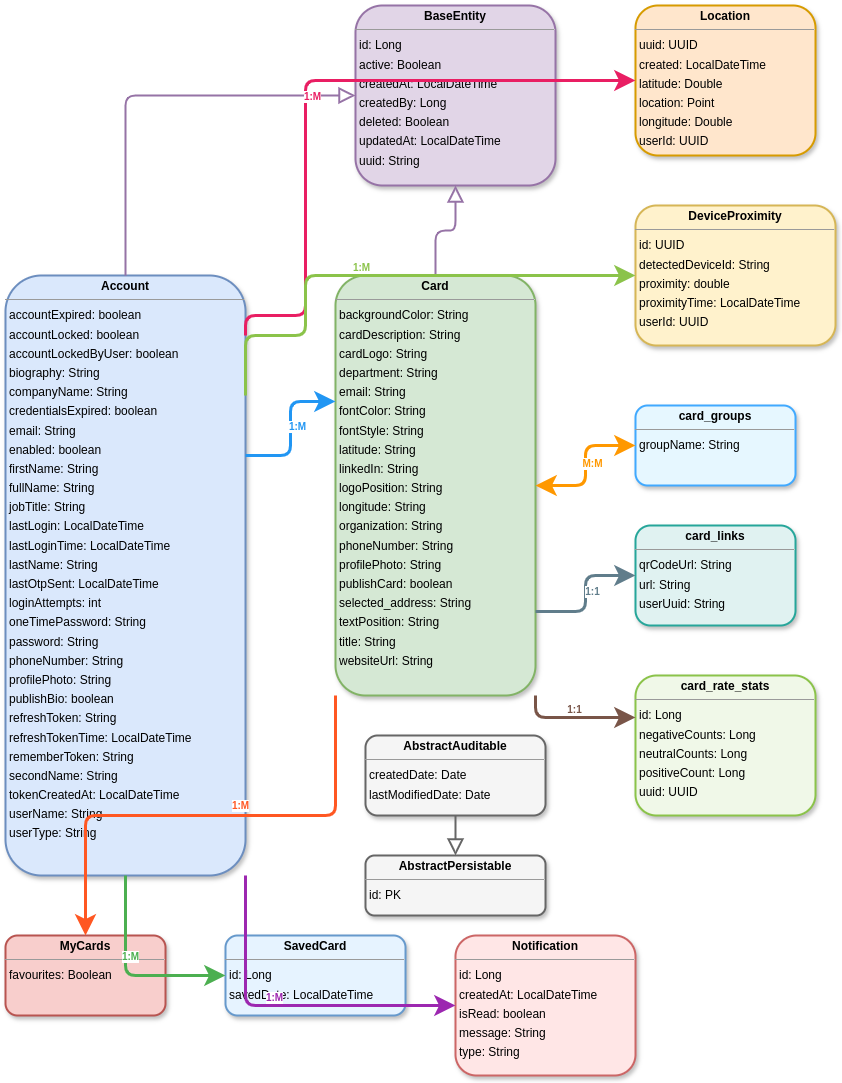 BaseEntity
id: Long
active: Boolean
createdAt: LocalDateTime
createdBy: Long
deleted: Boolean
updatedAt: LocalDateTime
uuid: String
Location
uuid: UUID
created: LocalDateTime
latitude: Double
location: Point
longitude: Double
userId: UUID
1:M
DeviceProximity
id: UUID
detectedDeviceId: String
proximity: double
proximityTime: LocalDateTime
userId: UUID
1:M
Account
accountExpired: boolean
accountLocked: boolean
accountLockedByUser: boolean
biography: String
companyName: String
credentialsExpired: boolean
email: String
enabled: boolean
firstName: String
fullName: String
jobTitle: String
lastLogin: LocalDateTime
lastLoginTime: LocalDateTime
lastName: String
lastOtpSent: LocalDateTime
loginAttempts: int
oneTimePassword: String
password: String
phoneNumber: String
profilePhoto: String
publishBio: boolean
refreshToken: String
refreshTokenTime: LocalDateTime
rememberToken: String
secondName: String
tokenCreatedAt: LocalDateTime
userName: String
userType: String
1:M
Card
backgroundColor: String
cardDescription: String
cardLogo: String
department: String
email: String
fontColor: String
fontStyle: String
latitude: String
linkedIn: String
logoPosition: String
longitude: String
organization: String
phoneNumber: String
profilePhoto: String
publishCard: boolean
selected_address: String
textPosition: String
title: String
websiteUrl: String
card_groups
groupName: String
M:M
card_links
qrCodeUrl: String
url: String
userUuid: String
1:1
card_rate_stats
id: Long
negativeCounts: Long
neutralCounts: Long
positiveCount: Long
uuid: UUID
1:1
AbstractAuditable
createdDate: Date
lastModifiedDate: Date
1:M
AbstractPersistable
id: PK
MyCards
favourites: Boolean
1:M
SavedCard
id: Long
savedDate: LocalDateTime
1:M
Notification
id: Long
createdAt: LocalDateTime
isRead: boolean
message: String
type: String